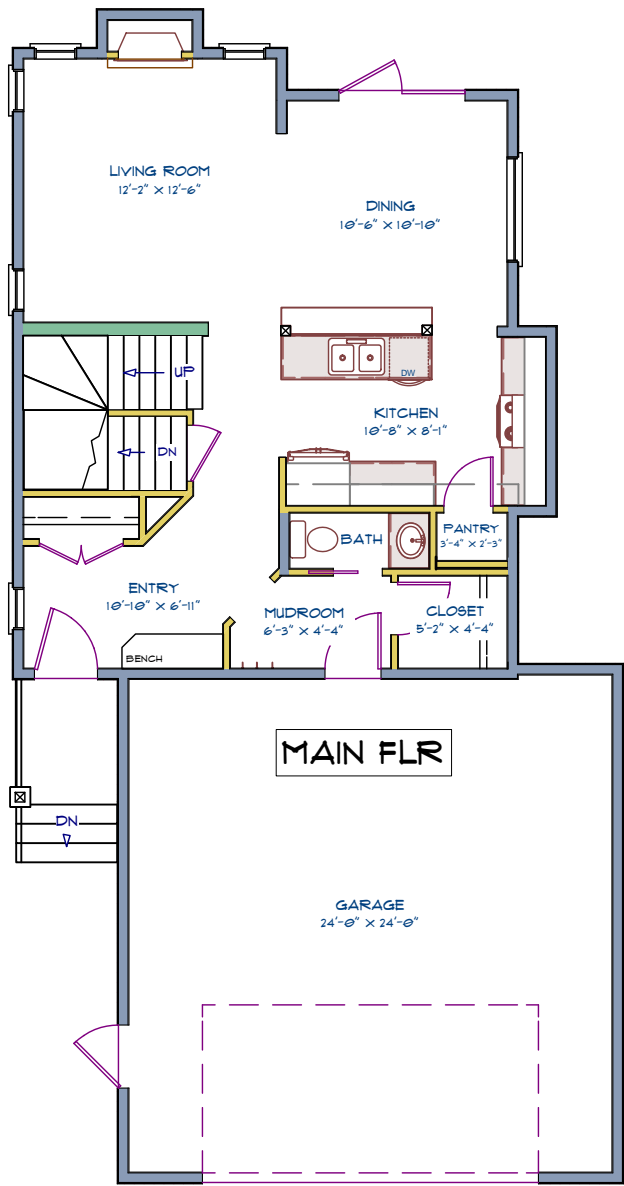 LIVING ROOM
12'-2" X 12'-6"
DINING
10'-6" X 10'-10"
UP
DW
KITCHEN
10'-8" X 8'-1"
DN
PANTRY
3'-4" X 2'-3"
BATH
ENTRY
10'-10" X 6'-11"
MUDROOM
6'-3" X 4'-4"
CLOSET
5'-2" X 4'-4"
BENCH
MAIN FLR
DN
GARAGE
24'-0" X 24'-0"